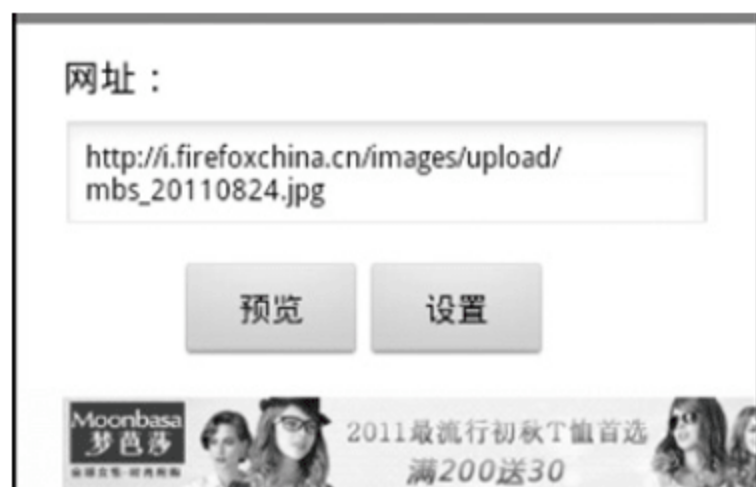 网址：
http://i.firefoxchina.cn/images/upload/
mbs_20110824.jpg
预览
设置
Moonbasa
梦芭莎
2011最流行初秋T恤首选
满200送30